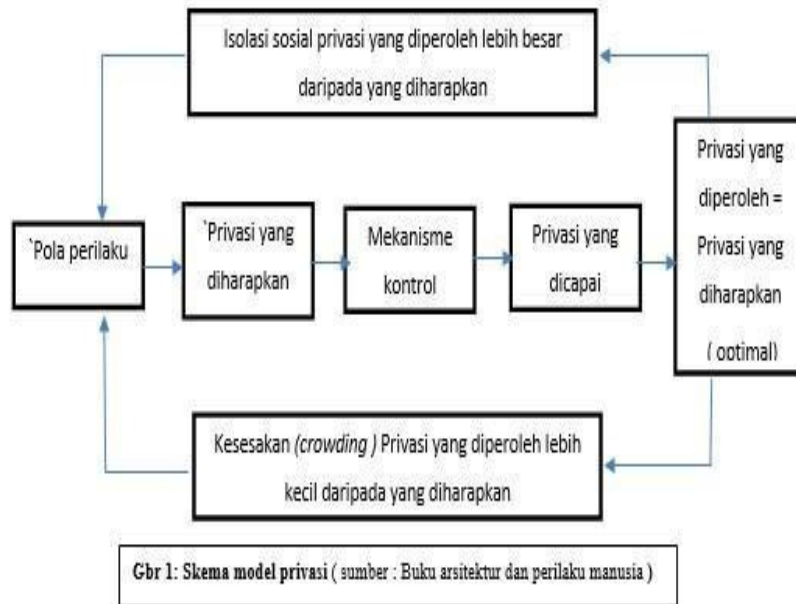 Isolasi sosial privasi yang diperoleh lebih besar
daripada yang diharapkan
Privasi yang
diperoleh =
Privasi yang
diharapkan
( optimal)
`Pola perilaku
`Privasi yang
diharapkan
Mekanisme
kontrol
Privasi yang
dicapai
Kesesakan (crowding ) Privasi yang diperoleh lebih
kecil daripada yang diharapkan
Gbr 1: Skema model privasi ( sumber : Buku arsitektur dan perilaku manusia )